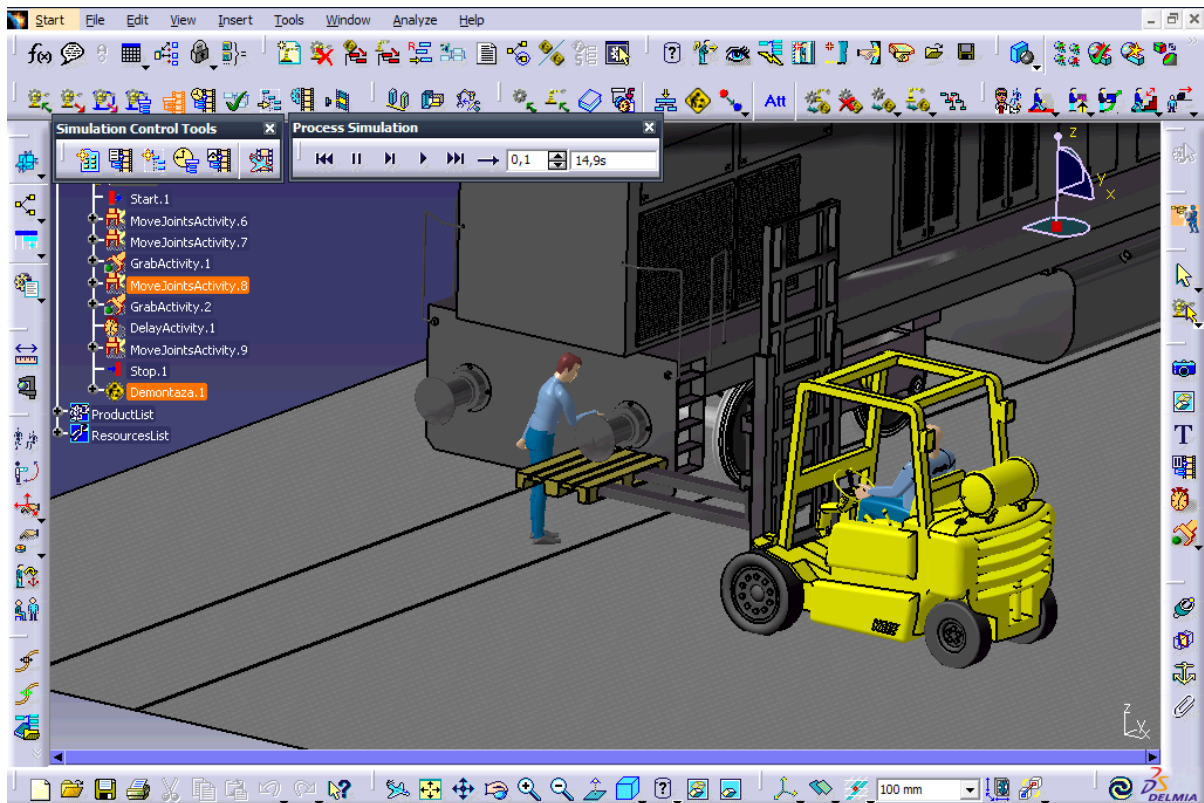 Start File Edit View Insert Tools Window Analyze Help
f(x)
Att
Simulation Control Tools
Process Simulation
0,1 14,9s
Start.1
MoveJointsActivity.6
MoveJointsActivity.7
GrabActivity.1
MoveJointsActivity.8
GrabActivity.2
DelayActivity.1
MoveJointsActivity.9
Stop.1
Demontaza.1
ProductList
ResourcesList
z
y
x
T
z
100 mm
DELMIA